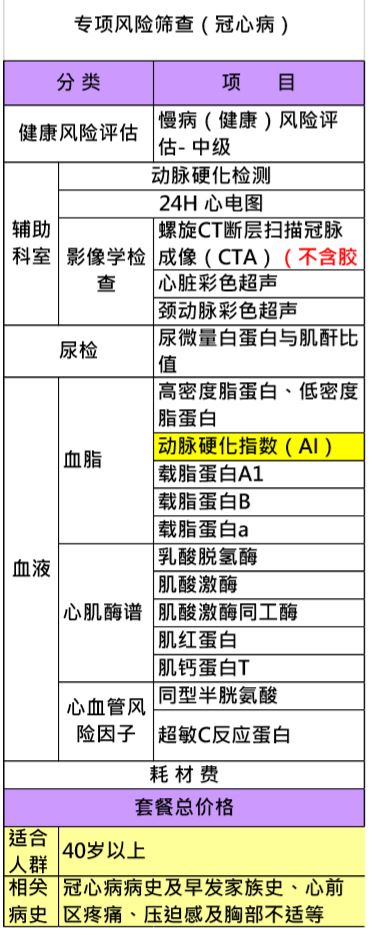 专项风险筛查（冠心病）
分 类
项 目
健康风险评估
慢病（健康）风险评
估- 中级
辅助
科室
动脉硬化检测
24H 心电图
影像学检
查
螺旋CT断层扫描冠脉
成像（CTA）（不含胶
心脏彩色超声
颈动脉彩色超声
尿检
尿微量白蛋白与肌酐比
值
血液
血脂
高密度脂蛋白、低密度
脂蛋白
动脉硬化指数（AI）
载脂蛋白A1
载脂蛋白B
载脂蛋白a
心肌酶谱
乳酸脱氢酶
肌酸激酶
肌酸激酶同工酶
肌红蛋白
肌钙蛋白T
心血管风
险因子
同型半胱氨酸
超敏C反应蛋白
耗 材 费
套餐总价格
适合
人群
40岁以上
相关
病史
冠心病病史及早发家族史、心前
区疼痛、压迫感及胸部不适等